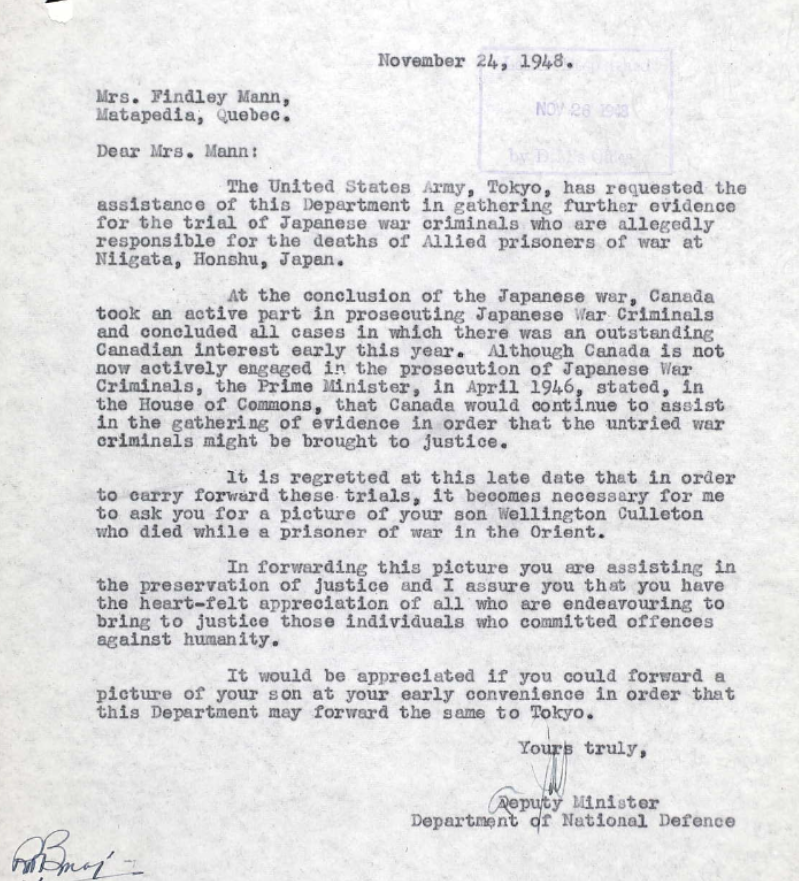 November 24, 1948.
NOV 26 1948
Mrs. Findley Mann,
Matapedia, Quebec.
Dear Mrs. Mann:
The United States Army, Tokyo, has requested the
assistance of this Department in gathering further evidence
for the trial of Japanese war criminals who are allegedly
responsible for the deaths of Allied prisoners of war at
Niigata, Honshu, Japan.
At the conclusion of the Japanese war, Canada
took an active part in prosecuting Japanese War Criminals
and concluded all cases in which there was an outstanding
Canadian interest early this year. Although Canada is not
now actively engaged in the prosecution of Japanese War
Criminals, the Prime Minister, in April 1946, stated, in
the House of Commons, that Canada would continue to assist
in the gathering of evidence in order that the untried war
criminals might be brought to justice.
It is regretted at this late date that in order
to carry forward these trials, it becomes necessary for me
to ask you for a picture of your son Wellington Culleton
who died while a prisoner of war in the Orient.
In forwarding this picture you are assisting in
the preservation of justice and I assure you that you have
the heart-felt appreciation of all who are endeavouring to
bring to justice those individuals who committed offences
against humanity.
It would be appreciated if you could forward a
picture of your son at your early convenience in order that
this Department may forward the same to Tokyo.
Yours truly,
Deputy Minister
Department of National Defence